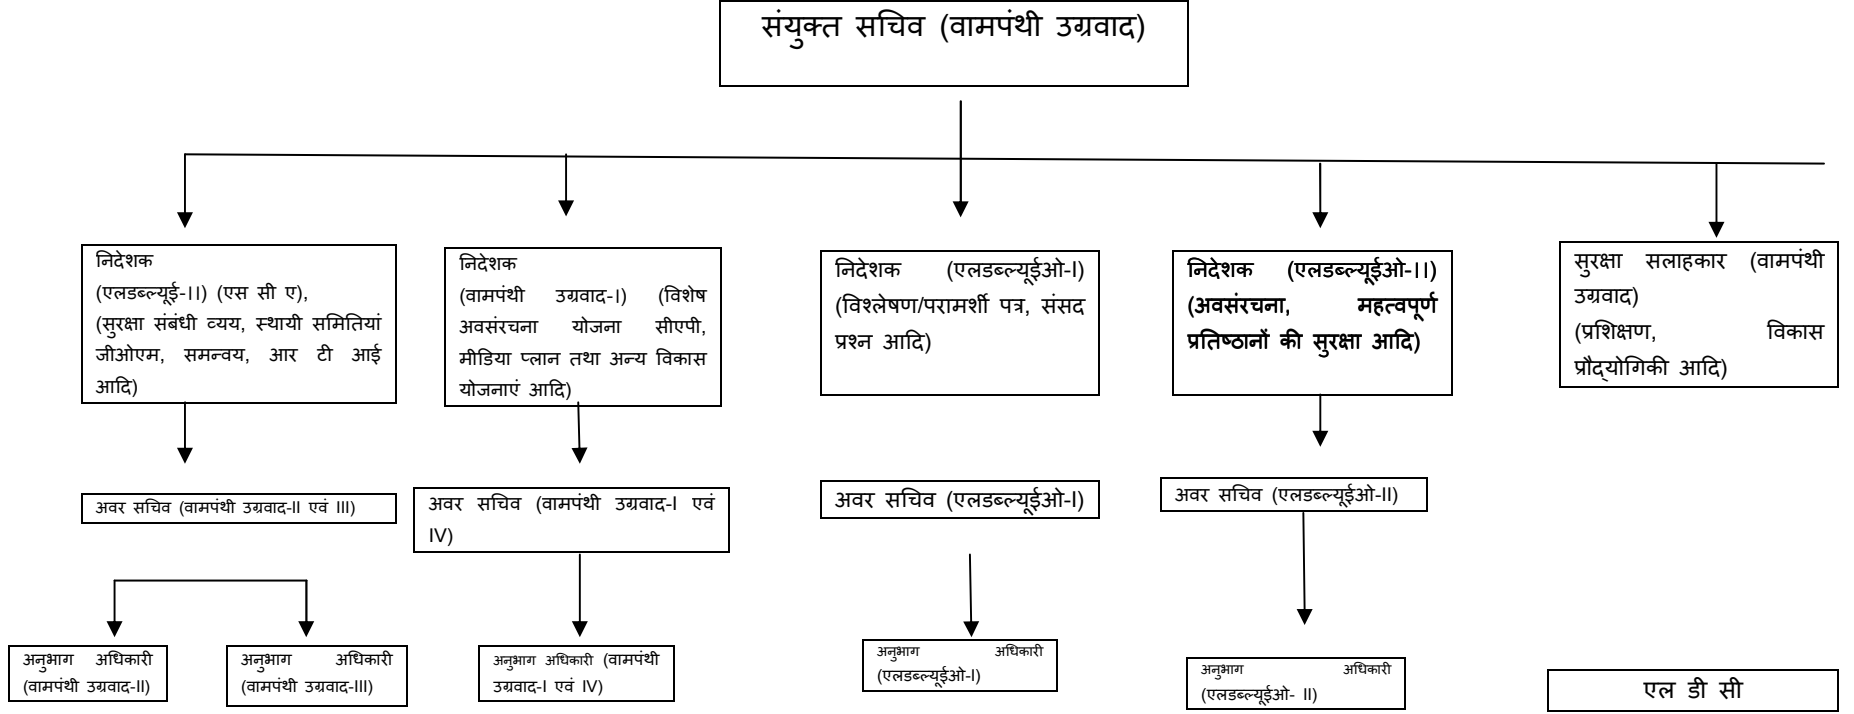 संयुक्त सचिव (वामपंथी उग्रवाद)
निदेशक
(एलडब्ल्यूई-।।) (एस सी ए),
(सुरक्षा संबंधी व्यय, स्थायी समितियां
जीओएम, समन्वय, आर टी आई
आदि)
निदेशक
(वामपंथी उग्रवाद-।) (विशेष
अवसंरचना योजना सीएपी,
मीडिया प्लान तथा अन्य विकास
योजनाएं आदि)
निदेशक (एलडब्ल्यूईओ-I)
(विश्लेषण/परामर्शी पत्र, संसद
प्रश्न आदि)
निदेशक (एलडब्ल्यूईओ-।।)
(अवसंरचना, महत्वपूर्ण
प्रतिष्ठानों की सुरक्षा आदि)
सुरक्षा सलाहकार (वामपंथी
उग्रवाद)
(प्रशिक्षण, विकास
प्रौद्योगिकी आदि)
अवर सचिव (वामपंथी उग्रवाद-II एवं III)
अवर सचिव (वामपंथी उग्रवाद-I एवं
IV)
अवर सचिव (एलडब्ल्यूईओ-I)
अवर सचिव (एलडब्ल्यूईओ-II)
अनुभाग अधिकारी
(वामपंथी उग्रवाद-II)
अनुभाग अधिकारी
(वामपंथी उग्रवाद-III)
अनुभाग अधिकारी (वामपंथी
उग्रवाद-I एवं IV)
अनुभाग अधिकारी
(एलडब्ल्यूईओ-I)
अनुभाग अधिकारी
(एलडब्ल्यूईओ- II)
एल डी सी